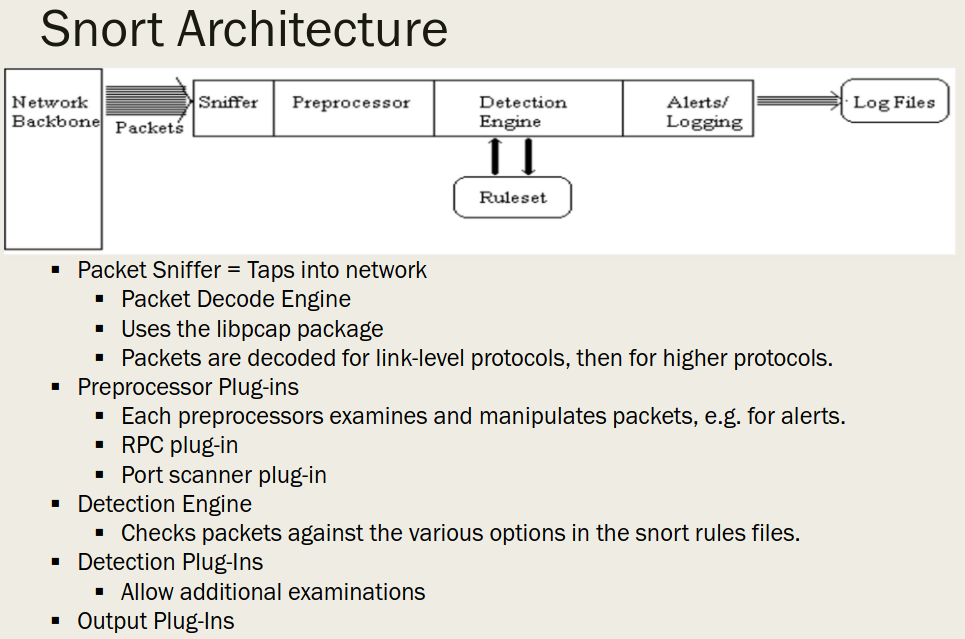 Snort Architecture
Network
Backbone
Packets
Sniffer
Preprocessor
Detection
Engine
Alerts/
Logging
Log Files
Ruleset
▪ Packet Sniffer = Taps into network
▪ Packet Decode Engine
▪ Uses the libpcap package
▪ Packets are decoded for link-level protocols, then for higher protocols.
▪ Preprocessor Plug-ins
▪ Each preprocessors examines and manipulates packets, e.g. for alerts.
▪ RPC plug-in
▪ Port scanner plug-in
▪ Detection Engine
▪ Checks packets against the various options in the snort rules files.
▪ Detection Plug-Ins
▪ Allow additional examinations
▪ Output Plug-Ins